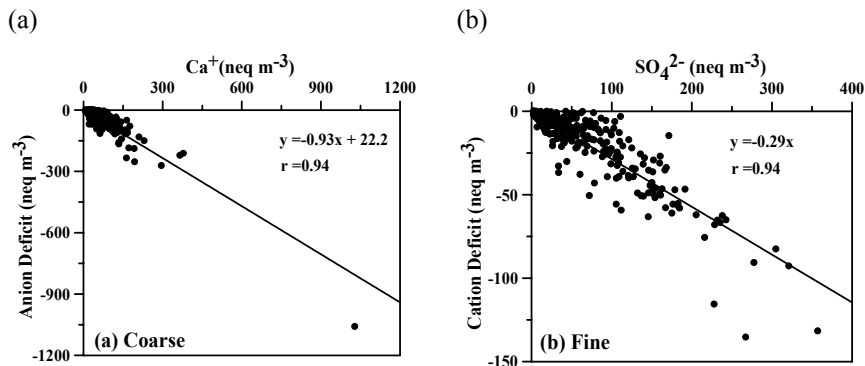 (a)
(b)
Ca⁺(neq m⁻³)
0 300 600 900 1200
0
-300
-600
-900
-1200
Anion Deficit (neq m⁻³)
y =-0.93x + 22.2
r =0.94
(a) Coarse
SO₄²⁻ (neq m⁻³)
0 100 200 300 400
0
-50
-100
-150
Cation Deficit (neq m⁻³)
y =-0.29x
r =0.94
(b) Fine